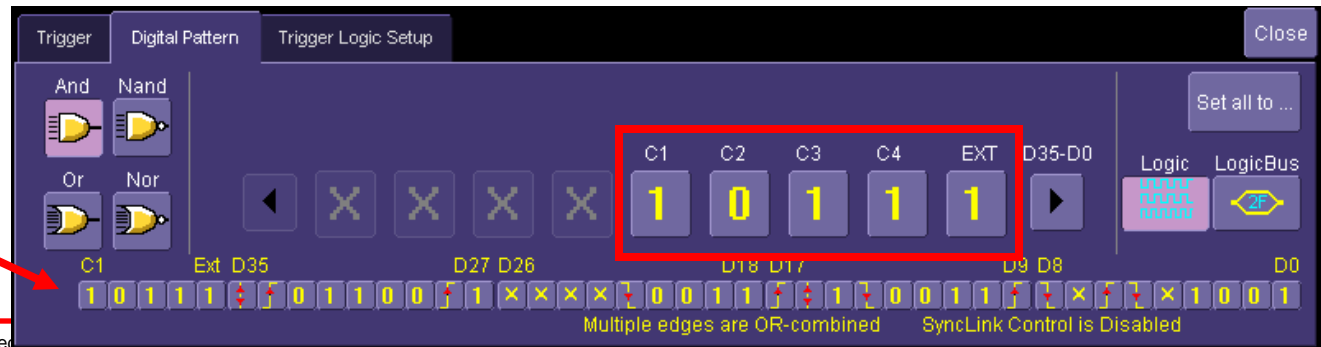 Trigger Digital Pattern Trigger Logic Setup Close
And Nand
Set all to ...
C1 C2 C3 C4 EXT D35-D0
Logic LogicBus
Or Nor
X X X X 1 0 1 1 1
2F
C1 Ext D35 D27 D26 D18 D17 D9 D8 D0
1 0 1 1 1 0 1 1 0 0 1 X X X X 0 0 1 1 1 0 0 1 1 X X 1 0 0 1
Multiple edges are OR-combined SyncLink Control is Disabled